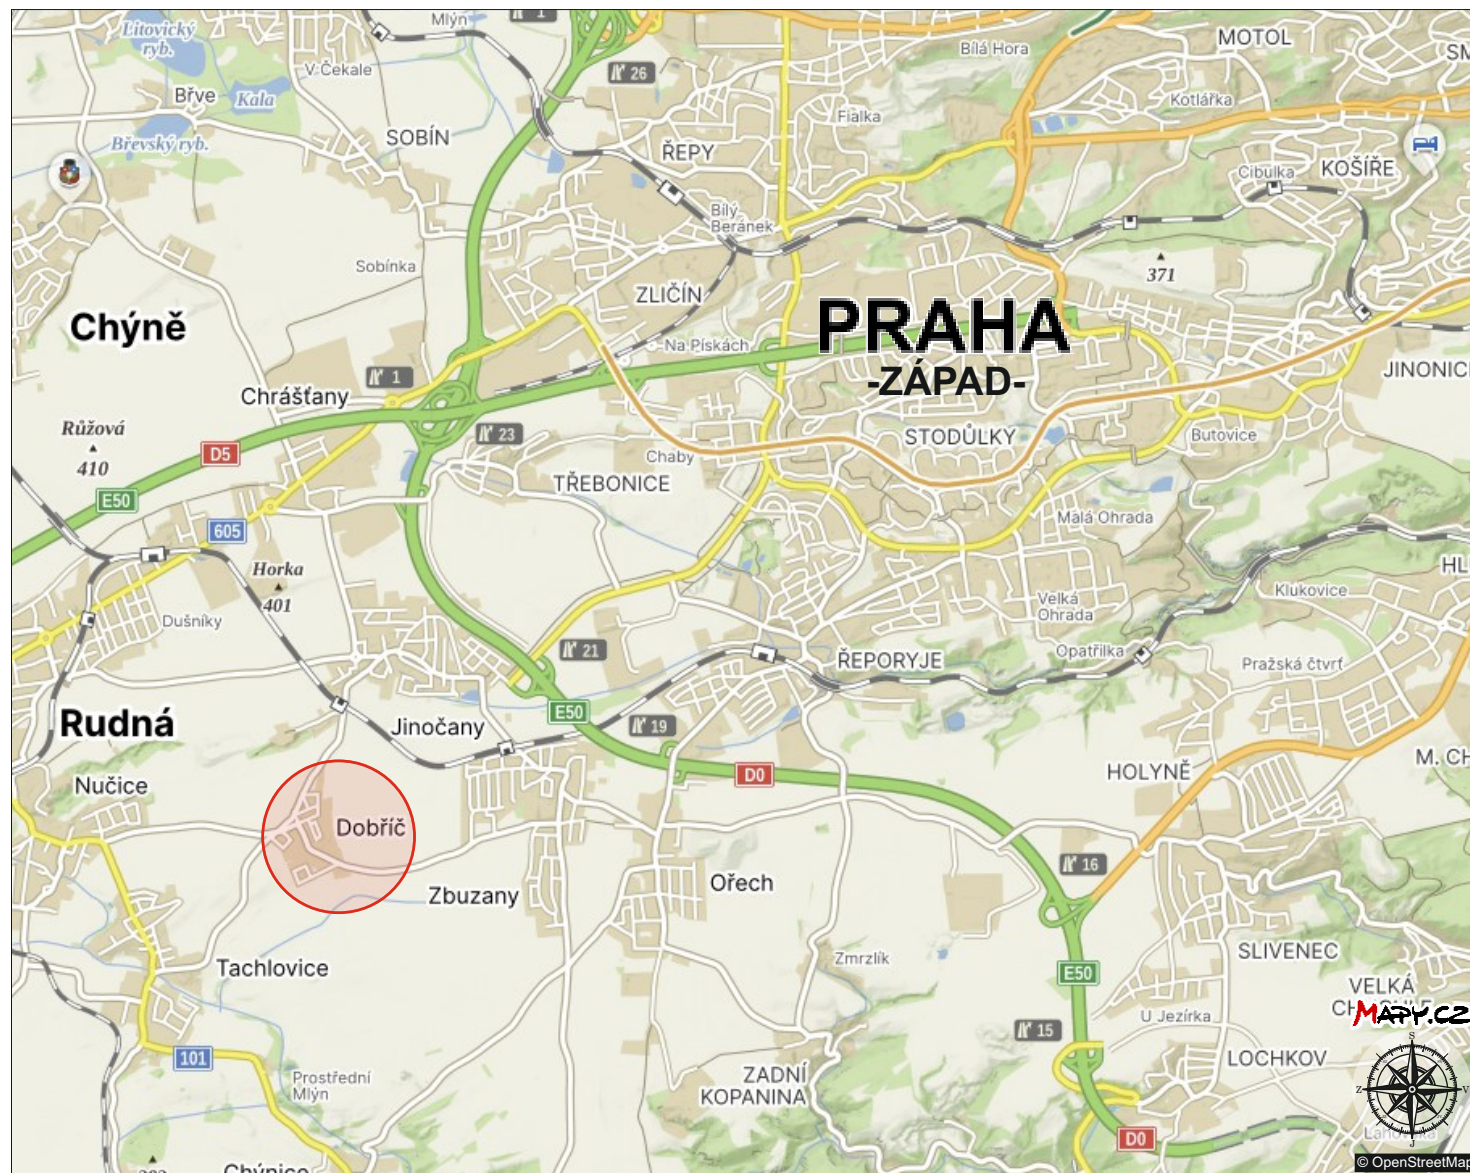 Litovický
ryb.
Mlýn
1
V Čekale
26
Bílá Hora
MOTOL
Břve
Kala
Kotlářka
Břevský ryb.
SOBÍN
ŘEPY
Fialka
Cibulka
KOŠÍŘE
Bílý
Beránek
Sobínka
371
ZLIČÍN
Chýně
PRAHA
-ZÁPAD-
Na Pískách
Chrášťany
1
Růžová
410
D5
23
STODŮLKY
Butovice
Chaby
TŘEBONICE
E50
605
Malá Ohrada
Horka
401
Dušníky
Velká
Ohrada
Klukovice
21
ŘEPORYJE
Opatřilka
Pražská čtvrť
Rudná
Jinočany
E50
19
D0
HOLYNĚ
Nučice
Dobříč
16
Zbuzany
Ořech
Tachlovice
Zmrzlík
E50
SLIVENEC
VELKÁ
MAPY.CZ
U Jezírka
15
101
LOCHKOV
Prostřední
Mlýn
ZADNÍ
KOPANINA
S
Z
V
J
D0
© OpenStreetMap